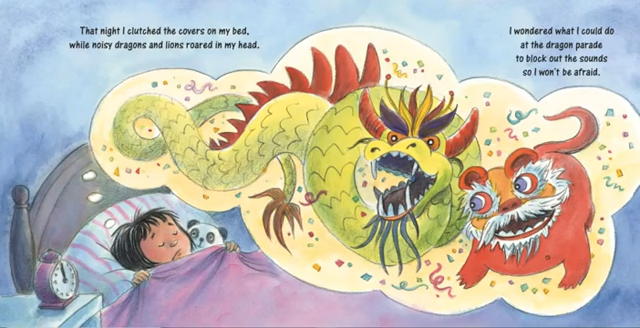 That night I clutched the covers on my bed,
while noisy dragons and lions roared in my head.
I wondered what I could do
at the dragon parade
to block out the sounds
so I won't be afraid.